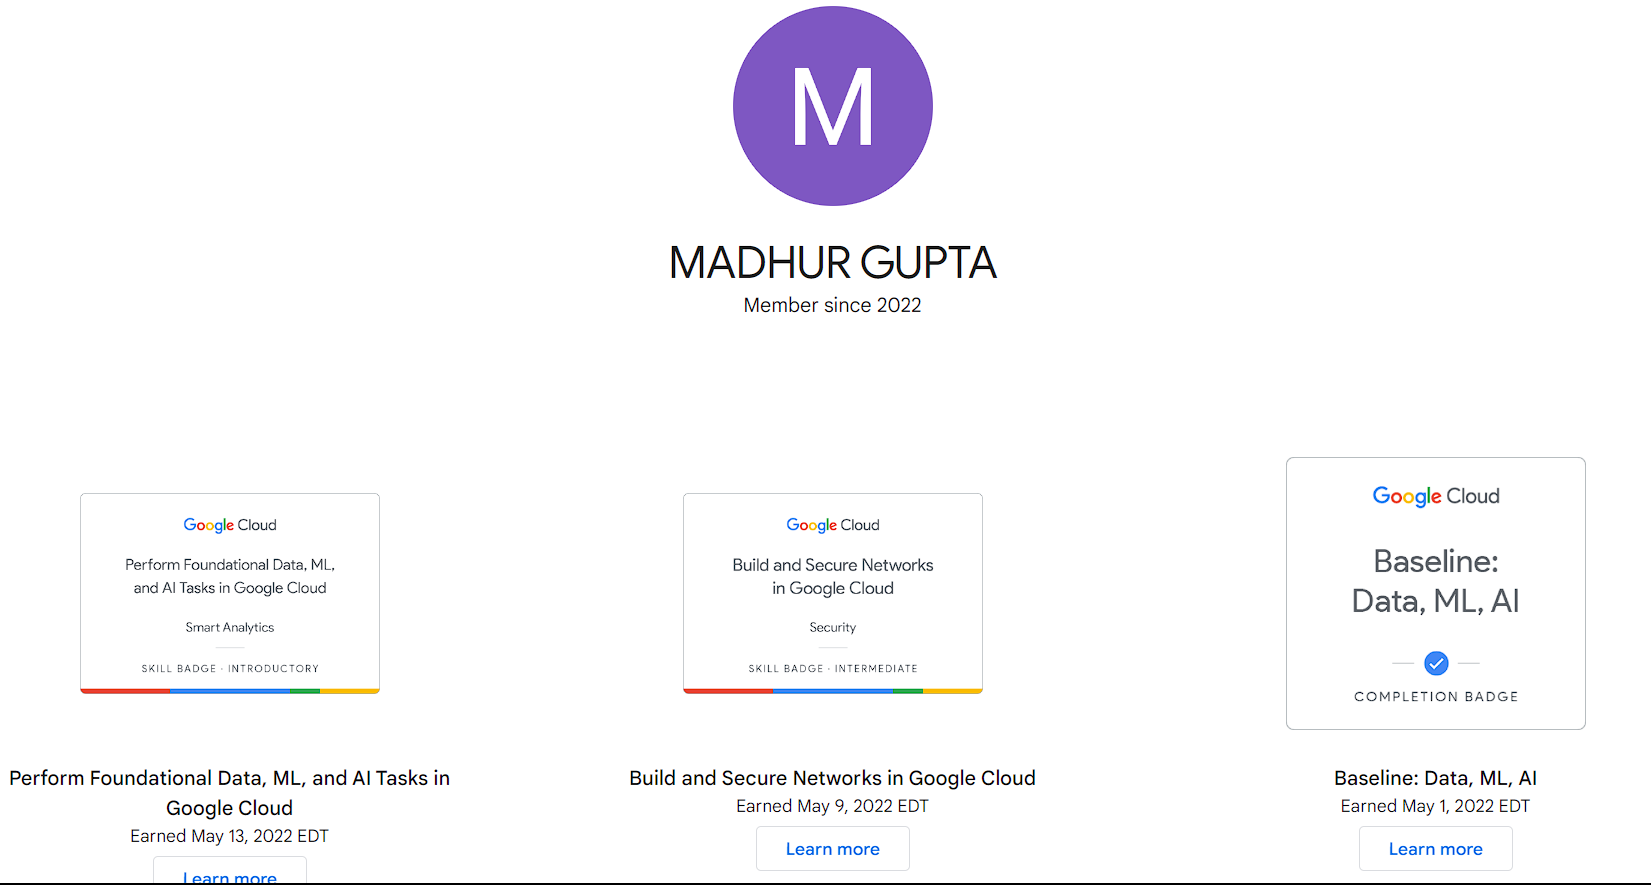 M
MADHUR GUPTA
Member since 2022
Google Cloud
Perform Foundational Data, ML,
and AI Tasks in Google Cloud
Smart Analytics
SKILL BADGE · INTRODUCTORY
Perform Foundational Data, ML, and AI Tasks in
Google Cloud
Earned May 13, 2022 EDT
Learn more
Google Cloud
Build and Secure Networks
in Google Cloud
Security
SKILL BADGE · INTERMEDIATE
Build and Secure Networks in Google Cloud
Earned May 9, 2022 EDT
Learn more
Google Cloud
Baseline:
Data, ML, AI
COMPLETION BADGE
Baseline: Data, ML, AI
Earned May 1, 2022 EDT
Learn more